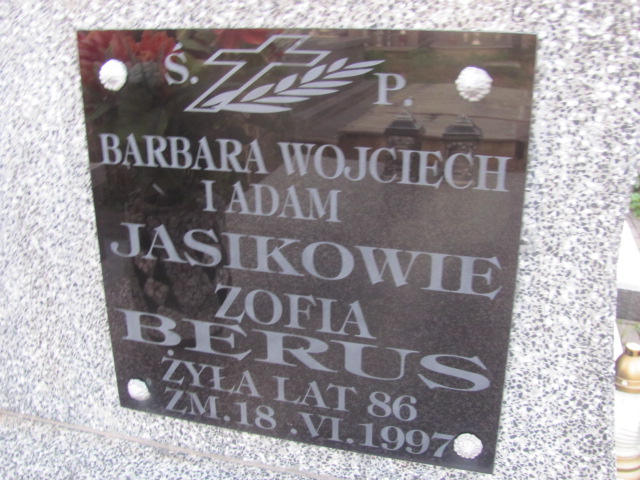 Ś. P.
BARBARA WOJCIECH
I ADAM
JASIKOWIE
ZOFIA
BERUS
ŻYŁA LAT 86
ZM. 18. VI. 1997